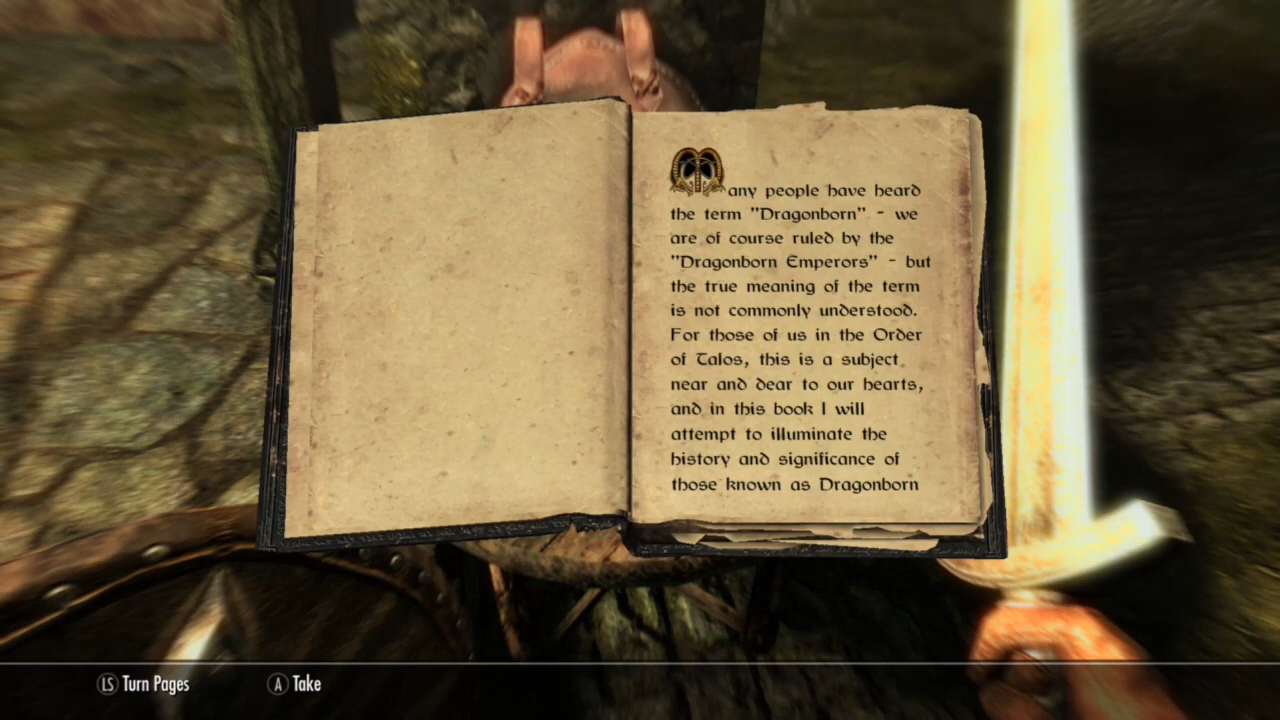 Many people have heard
the term "Dragonborn" - we
are of course ruled by the
"Dragonborn Emperors" - but
the true meaning of the term
is not commonly understood.
For those of us in the Order
of Talos, this is a subject
near and dear to our hearts,
and in this book I will
attempt to illuminate the
history and significance of
those known as Dragonborn
LS Turn Pages
A Take